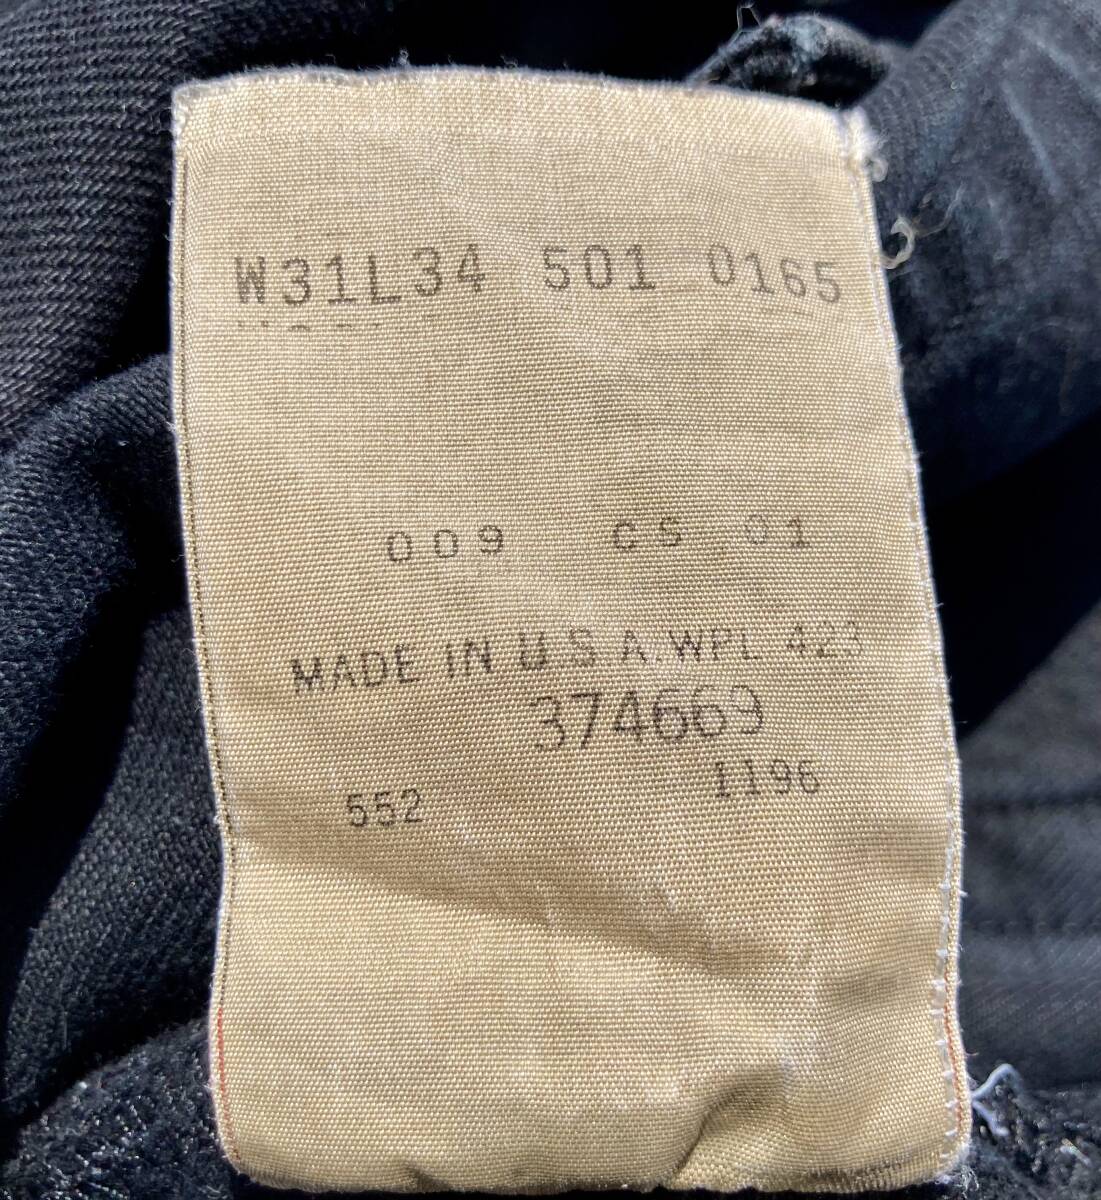 W31L34 501 0165
009 CS 01
MADE IN U.S.A. WPL 423
374669
552 1196